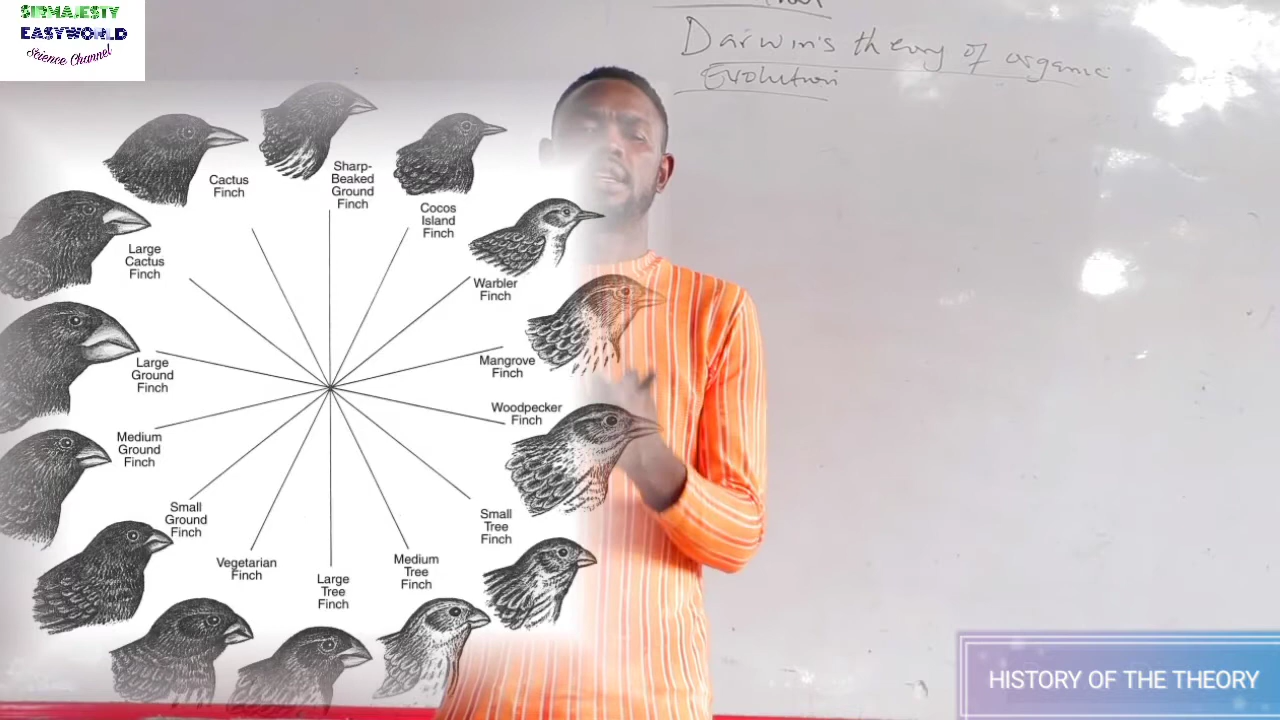 SIRMAJESTY
EASYWORLD
Science Channel
Darwin's theory of organic
Evolution
Cactus
Finch
Sharp-
Beaked
Ground
Finch
Cocos
Island
Finch
Large
Cactus
Finch
Warbler
Finch
Large
Ground
Finch
Mangrove
Finch
Woodpecker
Finch
Medium
Ground
Finch
Small
Ground
Finch
Small
Tree
Finch
Vegetarian
Finch
Large
Tree
Finch
Medium
Tree
Finch
HISTORY OF THE THEORY